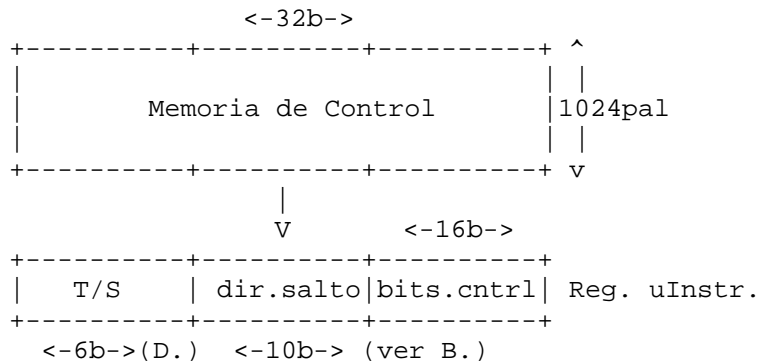 <-32b->
+----------+----------+----------+ ^
| | |
| Memoria de Control |1024pal
| | |
+----------+----------+----------+ v
|
V <-16b->
+----------+----------+----------+
| T/S | dir.salto|bits.cntrl| Reg. uInstr.
+----------+----------+----------+
<-6b->(D.) <-10b-> (ver B.)